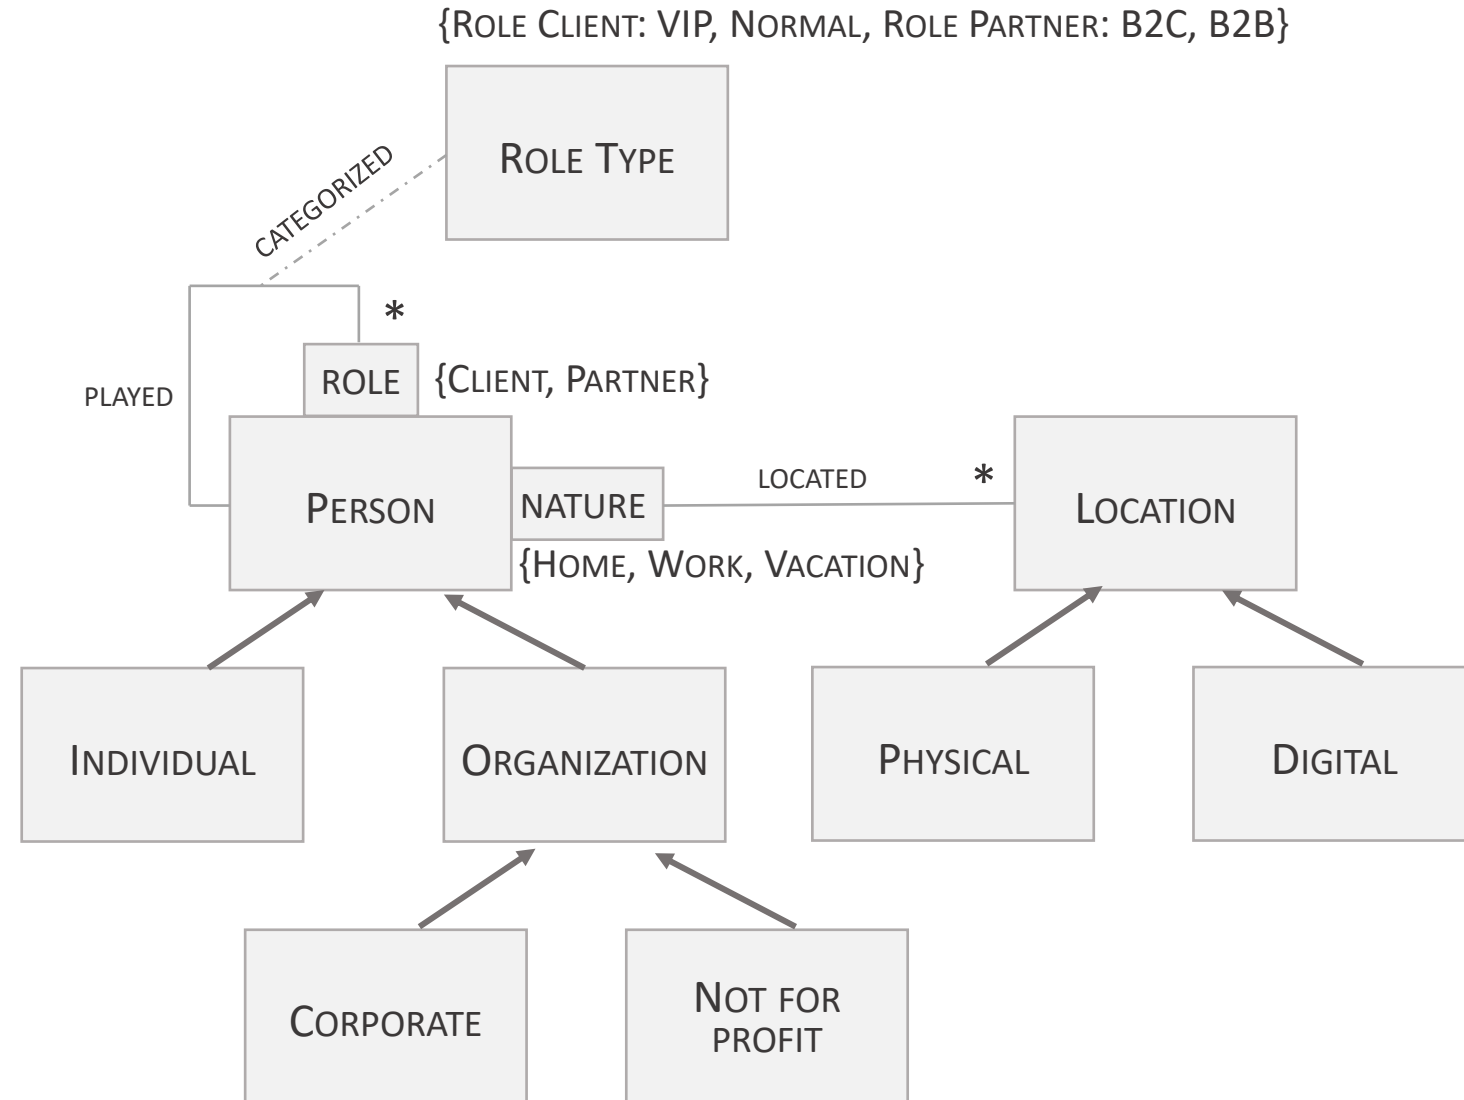 {Role Client: VIP, Normal, Role Partner: B2C, B2B}
Role Type
CATEGORIZED
*
ROLE
{Client, Partner}
PLAYED
Person
NATURE
LOCATED
*
Location
{Home, Work, Vacation}
Individual
Organization
Physical
Digital
Corporate
Not for
profit